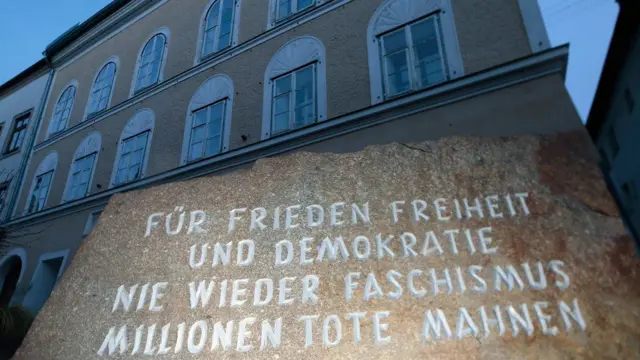 FÜR FRIEDEN FREIHEIT
UND DEMOKRATIE
NIE WIEDER FASCHISMUS
MILLIONEN TOTE MAHNEN